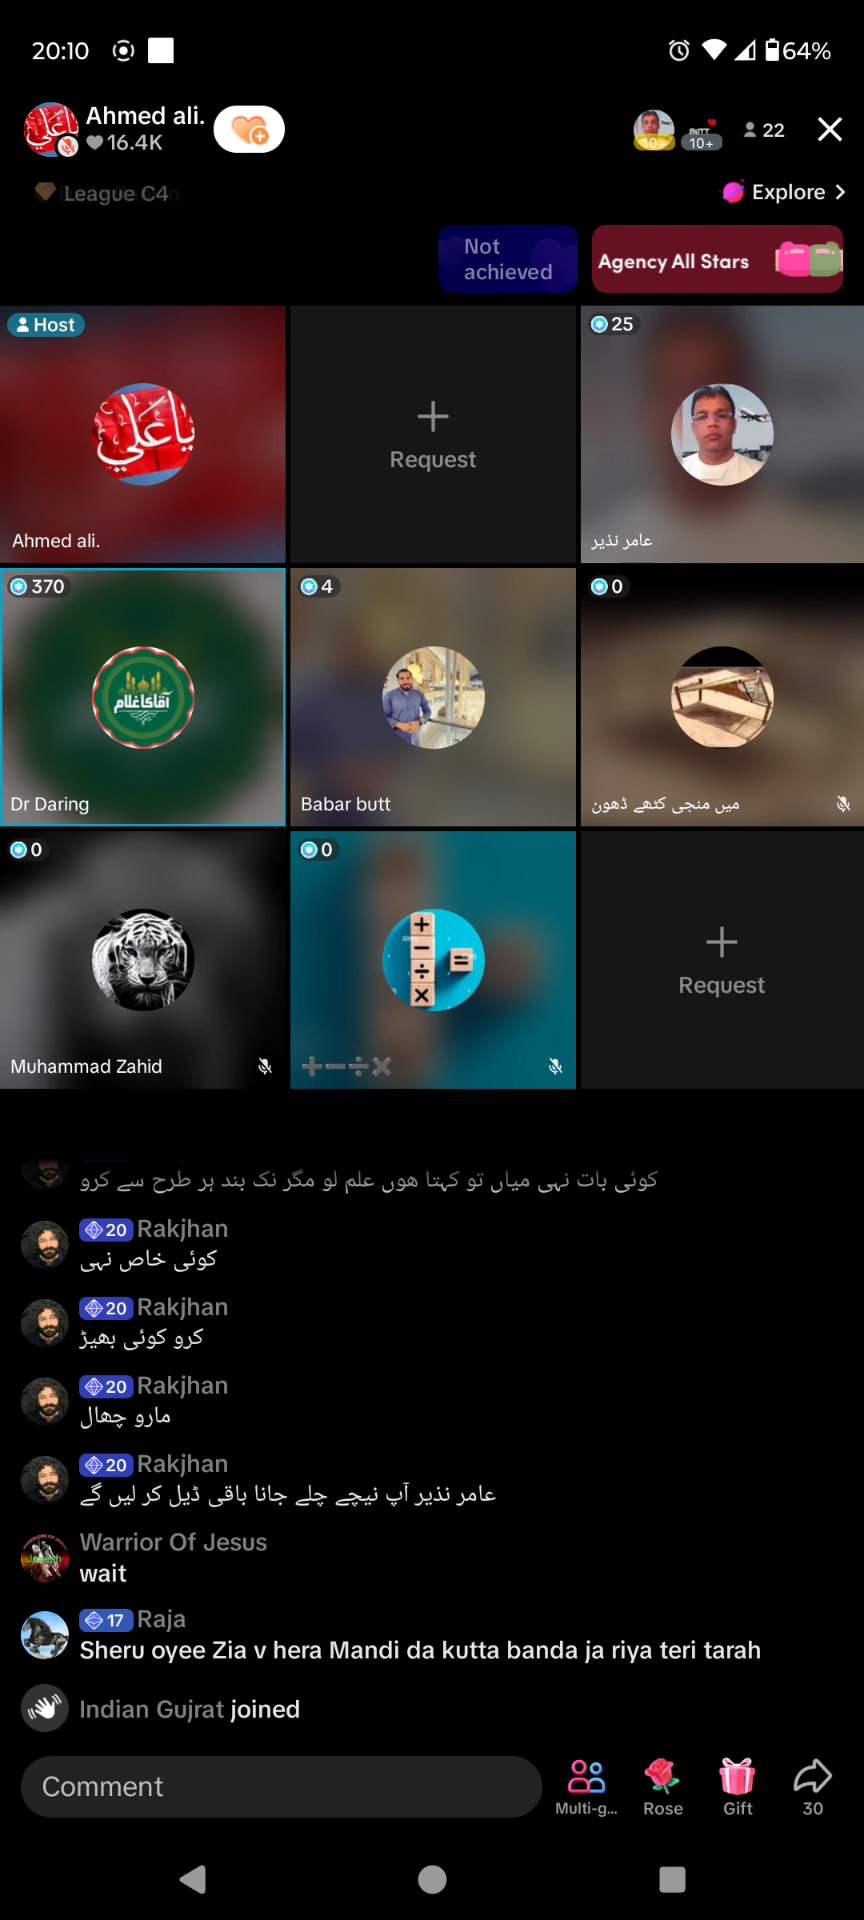 20:10
64%
Ahmed ali.
16.4K
10+
BUTT
10+
22
League C4
Explore
Not
achieved
Agency All Stars
Host
25
یاعلي
Request
Ahmed ali.
عامر نذیر
370
4
0
آقا کا غلام
Dr Daring
Babar butt
میں منجی کتھے ڈھون
0
0
+
−
÷
×
=
Request
Muhammad Zahid
➕➖➗✖
کوئی بات نہی میاں تو کہتا ھوں علم لو مگر نک بند ہر طرح سے کرو
20 Rakjhan
کوئی خاص نہی
20 Rakjhan
کرو کوئی بھیڑ
20 Rakjhan
مارو چھال
20 Rakjhan
عامر نذیر آپ نیچے چلے جانا باقی ڈیل کر لیں گے
Warrior Of Jesus
wait
17 Raja
Sheru oyee Zia v hera Mandi da kutta banda ja riya teri tarah
Indian Gujrat joined
Comment
Multi-g...
Rose
Gift
30